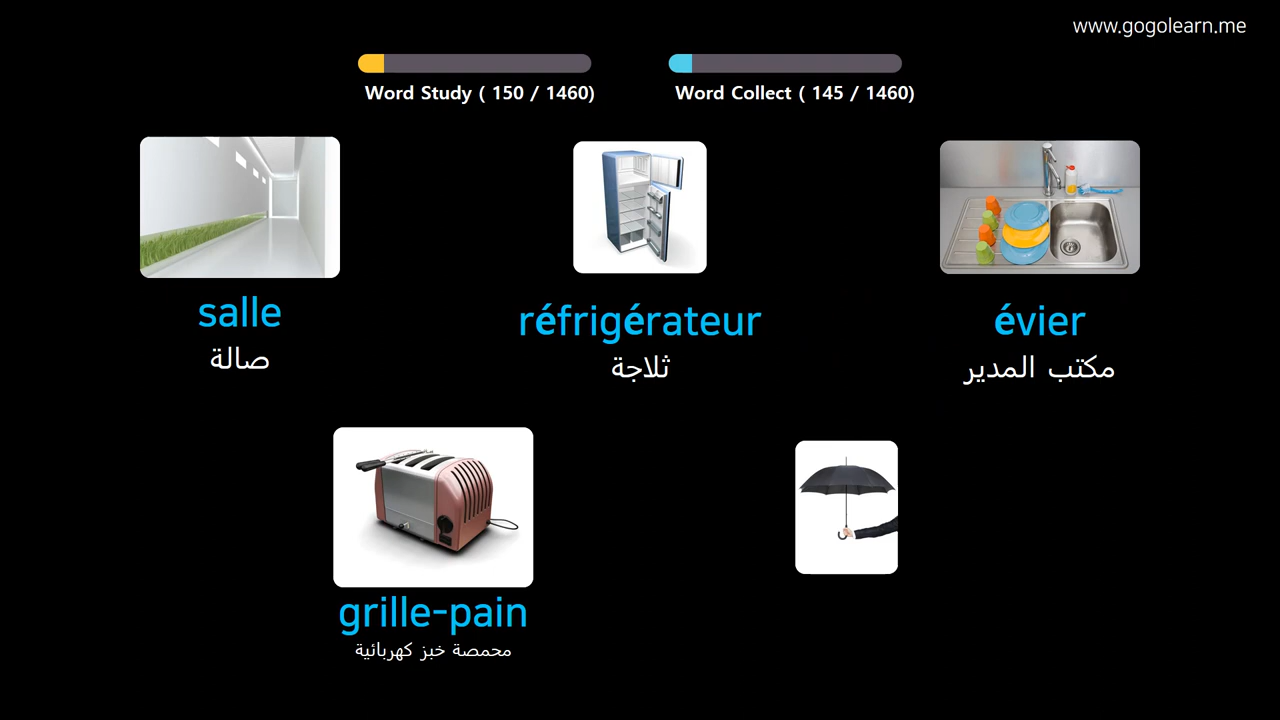 www.gogolearn.me
Word Study ( 150 / 1460)
Word Collect ( 145 / 1460)
salle
صالة
réfrigérateur
ثلاجة
évier
مكتب المدير
grille-pain
محمصة خبز كهربائية